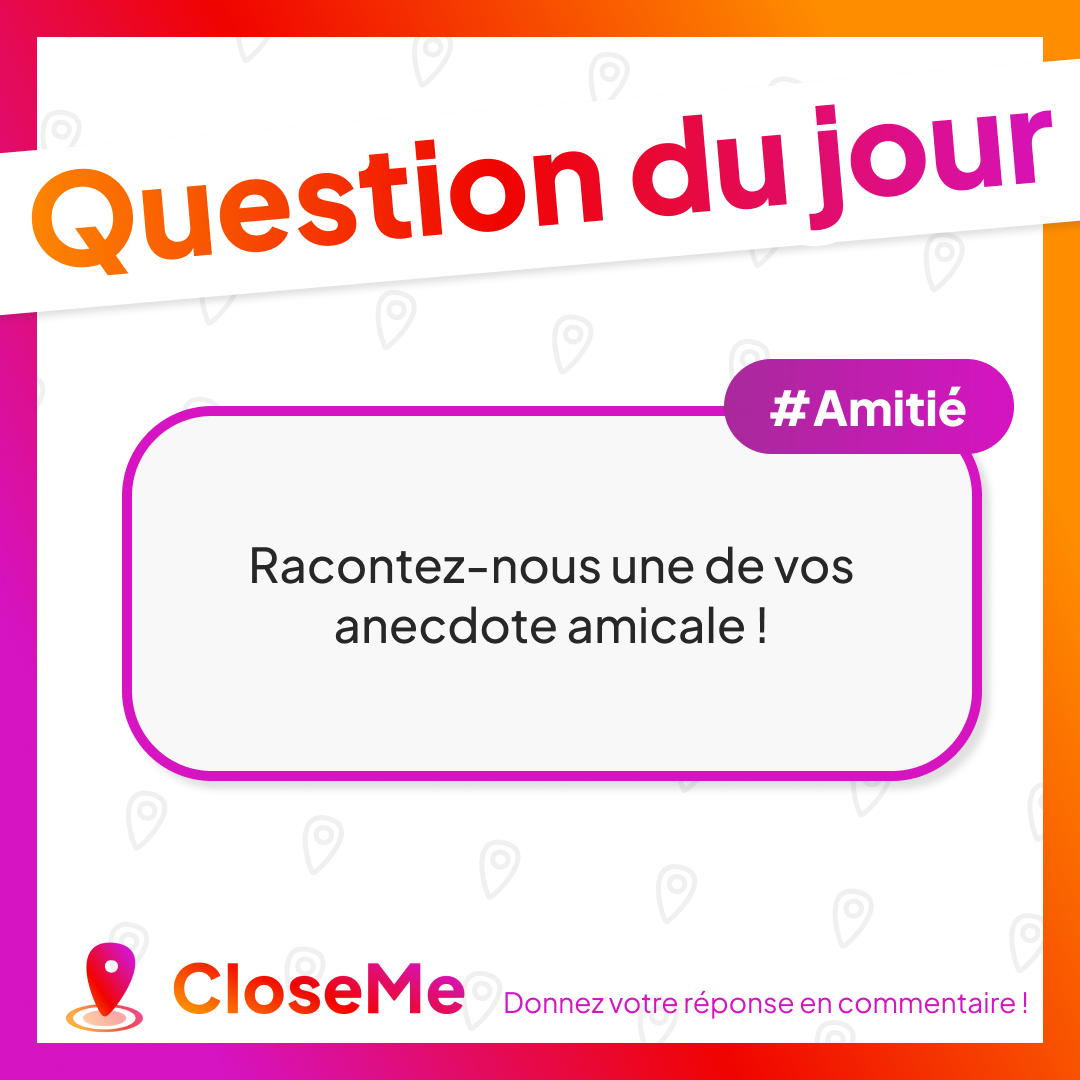 Question du jour
#Amitié
Racontez-nous une de vos
anecdote amicale !
CloseMe
Donnez votre réponse en commentaire !